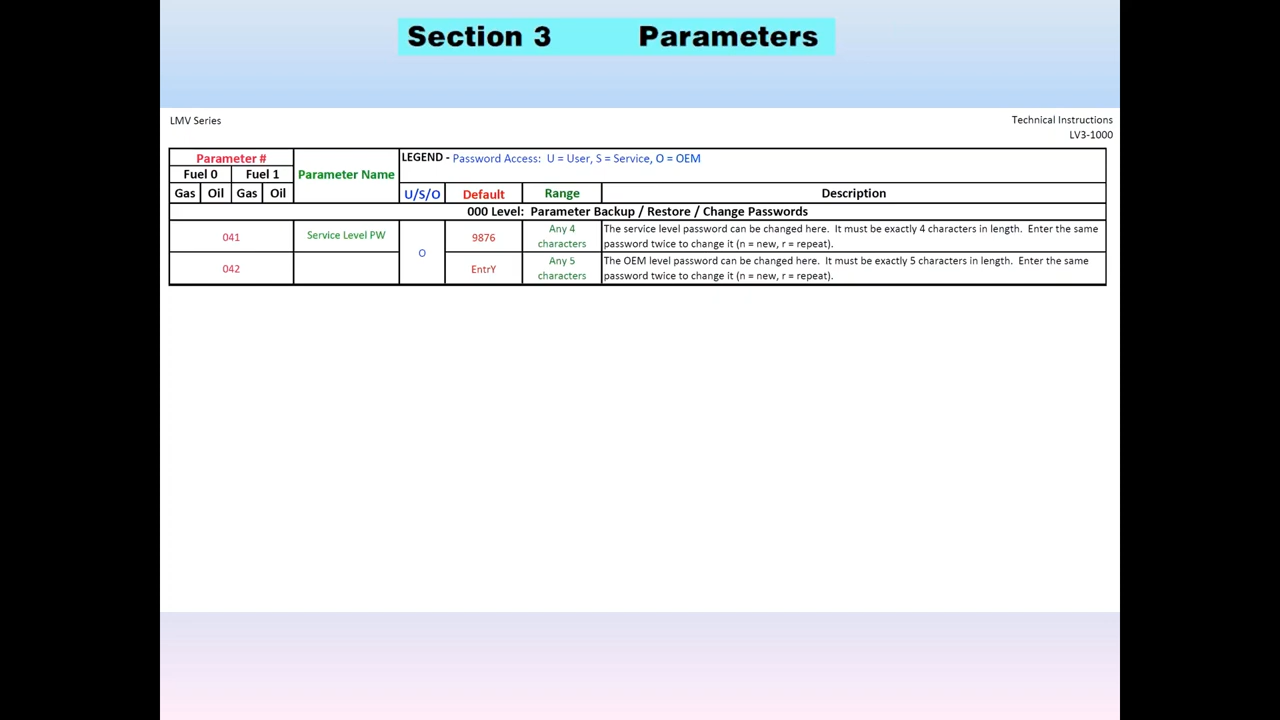 Section 3 Parameters
LMV Series
Technical Instructions
LV3-1000
Parameter #
Fuel 0 Fuel 1
Gas Oil Gas Oil
Parameter Name
LEGEND - Password Access: U = User, S = Service, O = OEM
U/S/O Default Range Description
000 Level: Parameter Backup / Restore / Change Passwords
041 Service Level PW O 9876 Any 4 characters
The service level password can be changed here. It must be exactly 4 characters in length. Enter the same
password twice to change it (n = new, r = repeat).
042 EntrY Any 5 characters
The OEM level password can be changed here. It must be exactly 5 characters in length. Enter the same
password twice to change it (n = new, r = repeat).